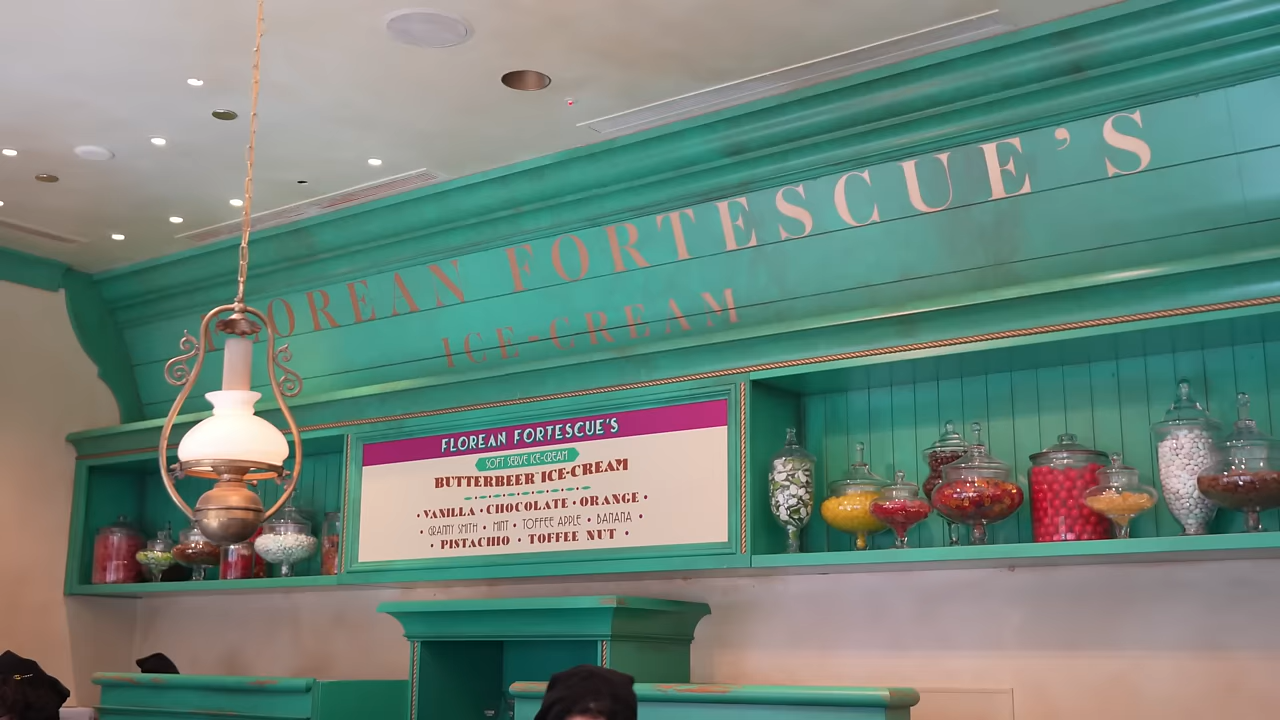 FLOREAN FORTESCUE'S
ICE-CREAM
FLOREAN FORTESCUE'S
SOFT SERVE ICE-CREAM
BUTTERBEER ICE-CREAM
• VANILLA • CHOCOLATE • ORANGE •
• GRANNY SMITH • MINT • TOFFEE APPLE • BANANA •
• PISTACHIO • TOFFEE NUT •